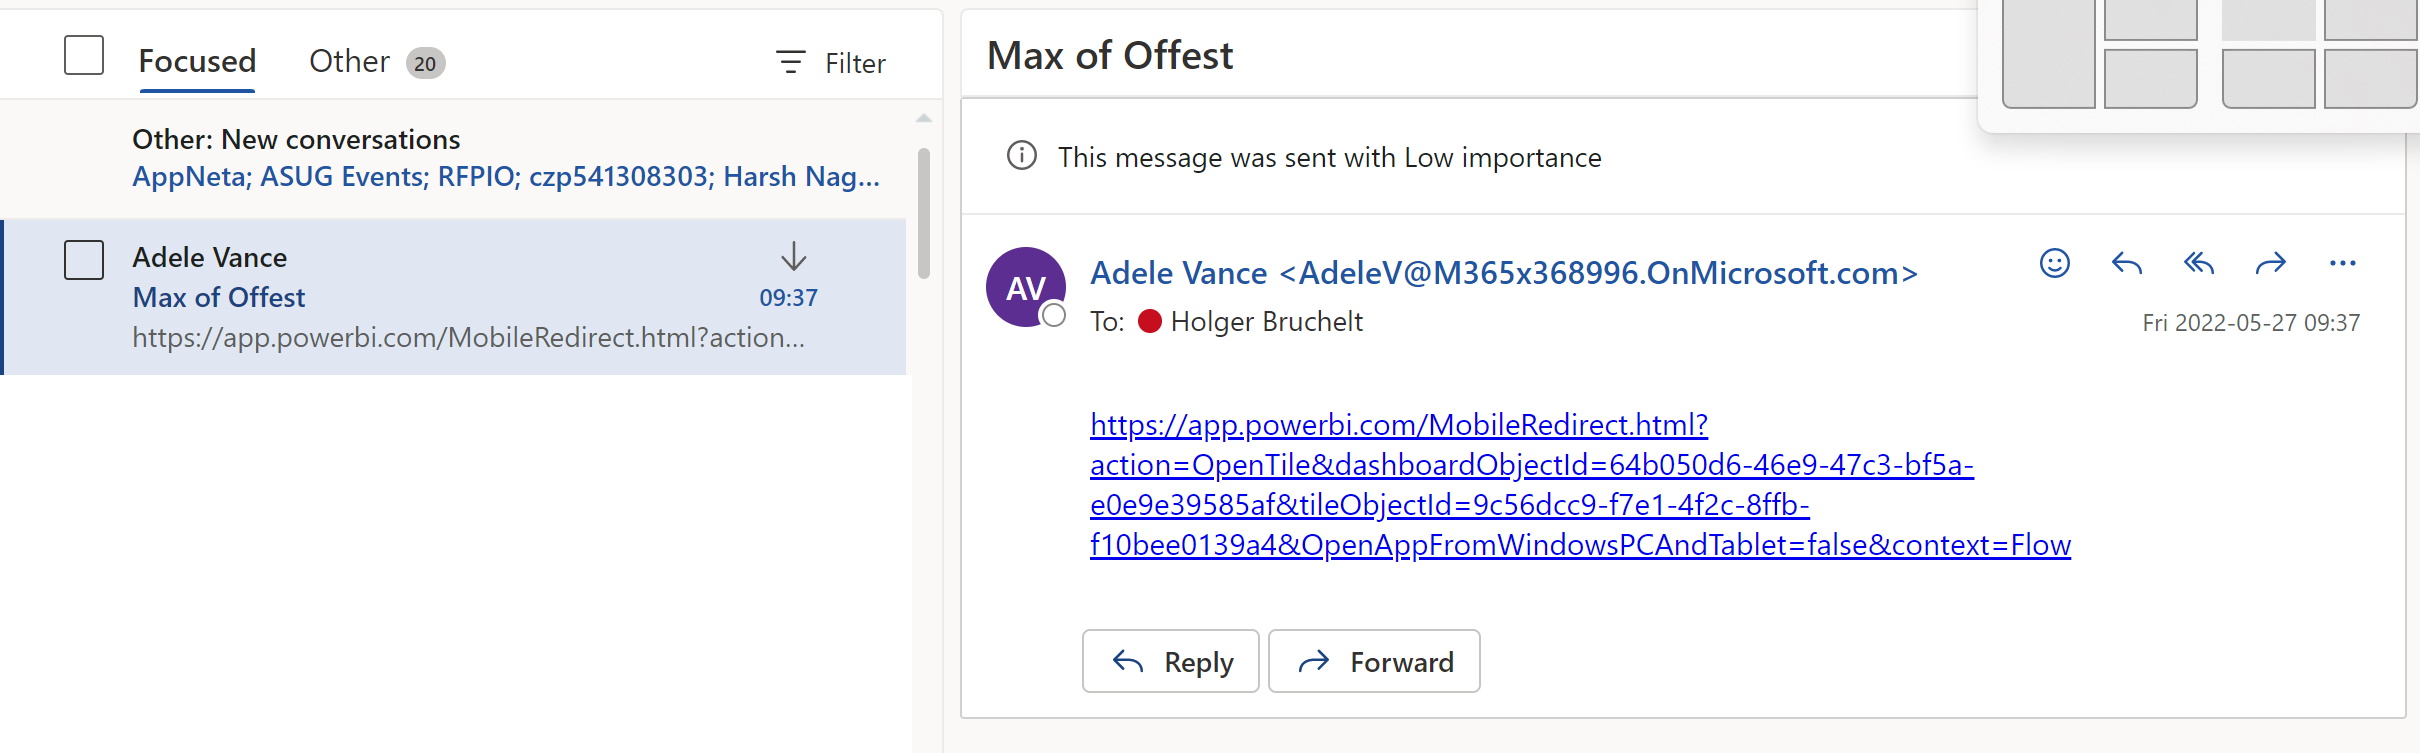 Focused
Other 20
Filter
Other: New conversations
AppNeta; ASUG Events; RFPIO; czp541308303; Harsh Nag...
Adele Vance
Max of Offest
09:37
https://app.powerbi.com/MobileRedirect.html?action...
Max of Offest
This message was sent with Low importance
AV
Adele Vance <AdeleV@M365x368996.OnMicrosoft.com>
To: Holger Bruchelt
Fri 2022-05-27 09:37
https://app.powerbi.com/MobileRedirect.html?
action=OpenTile&dashboardObjectId=64b050d6-46e9-47c3-bf5a-
e0e9e39585af&tileObjectId=9c56dcc9-f7e1-4f2c-8ffb-
f10bee0139a4&OpenAppFromWindowsPCAndTablet=false&context=Flow
Reply
Forward